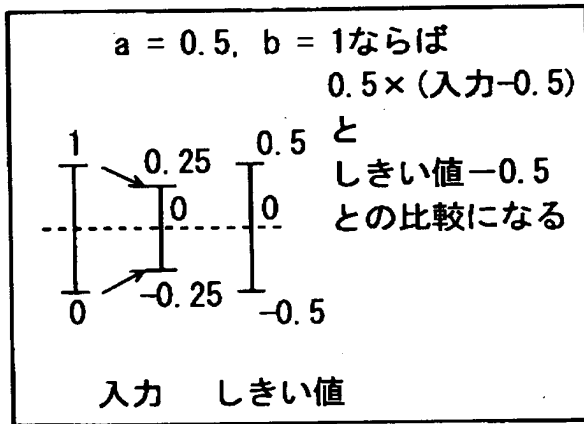 a = 0.5, b = 1ならば
0.5×(入力-0.5)
と
しきい値-0.5
との比較になる
1
0.25
0.5
0
0
0
-0.25
-0.5
入力
しきい値